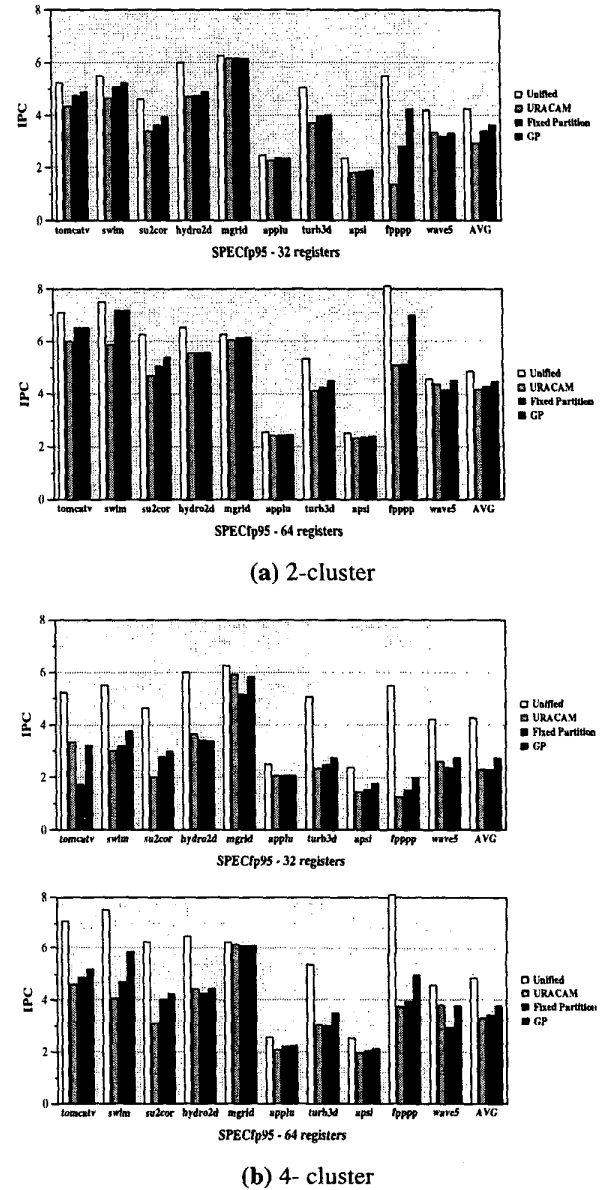 8
6
4
2
0
IPC
tomcatv swim su2cor hydro2d mgrid applu turb3d apsi fpppp wave5 AVG
SPECfp95 - 32 registers
Unified
URACAM
Fixed Partition
GP
8
6
4
2
0
IPC
tomcatv swim su2cor hydro2d mgrid applu turb3d apsi fpppp wave5 AVG
SPECfp95 - 64 registers
Unified
URACAM
Fixed Partition
GP
(a) 2-cluster
8
6
4
2
0
IPC
tomcatv swim su2cor hydro2d mgrid applu turb3d apsi fpppp wave5 AVG
SPECfp95 - 32 registers
Unified
URACAM
Fixed Partition
GP
8
6
4
2
0
IPC
tomcatv swim su2cor hydro2d mgrid applu turb3d apsi fpppp wave5 AVG
SPECfp95 - 64 registers
Unified
URACAM
Fixed Partition
GP
(b) 4- cluster